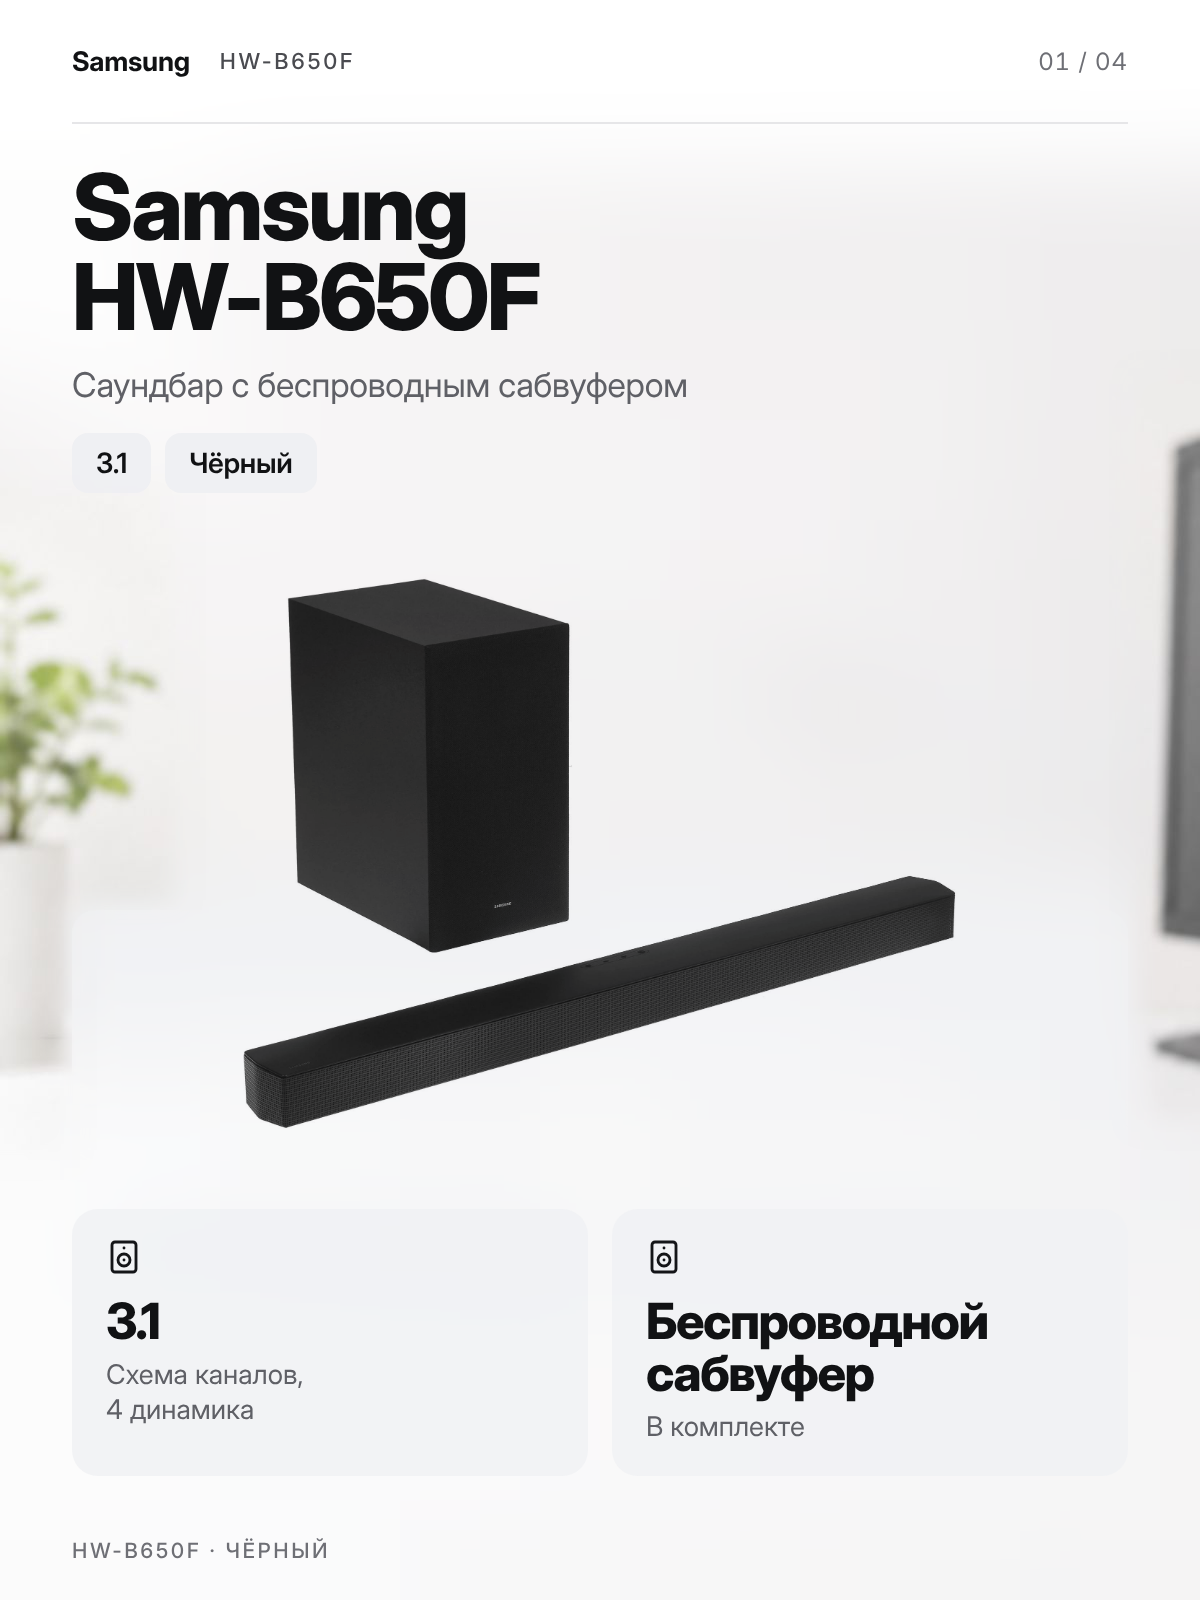 Samsung HW-B650F 01 / 04
Samsung
HW-B650F
Саундбар с беспроводным сабвуфером
3.1 Чёрный
SAMSUNG
3.1
Схема каналов,
4 динамика
Беспроводной
сабвуфер
В комплекте
HW-B650F · ЧЁРНЫЙ